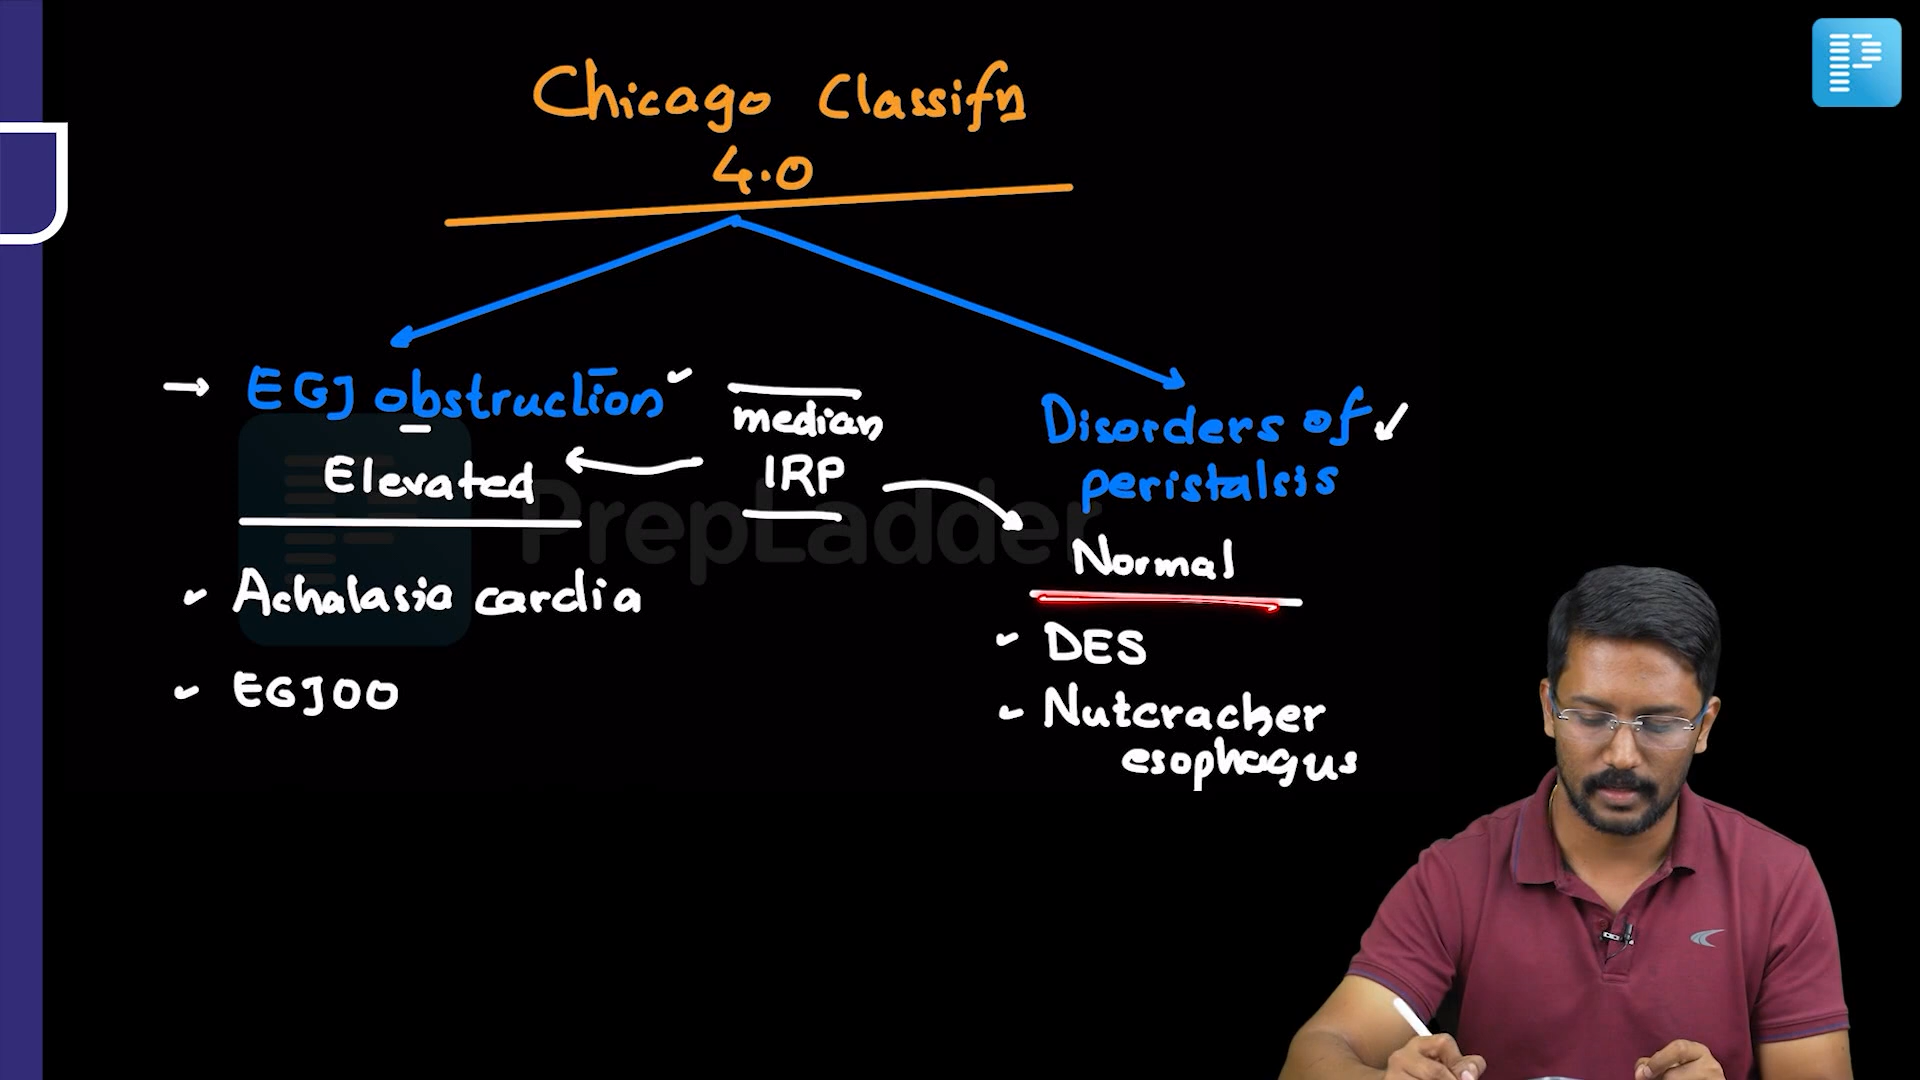 Chicago Classifn
4.0
EGJ obstruction
Elevated
Achalasia cardia
EGJOO
median
IRP
Disorders of
peristalsis
Normal
DES
Nutcracker
esophagus
PrepLadder